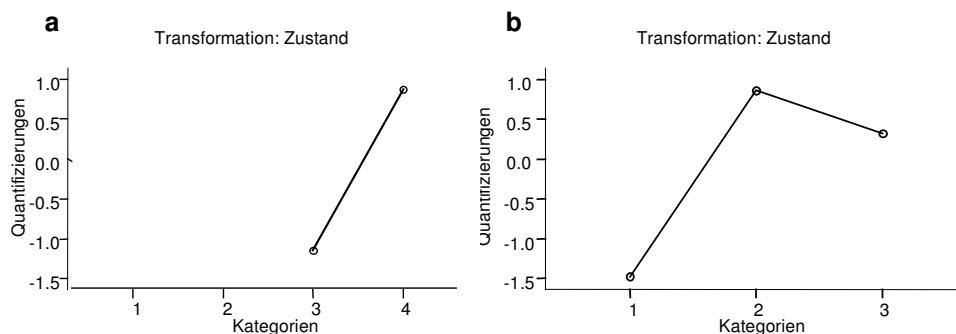 a
Transformation: Zustand
Quantifizierungen
1.0
0.5
0.0
-0.5
-1.0
-1.5
1 2 3 4
Kategorien
b
Transformation: Zustand
Quantifizierungen
1.0
0.5
0.0
-0.5
-1.0
-1.5
1 2 3
Kategorien